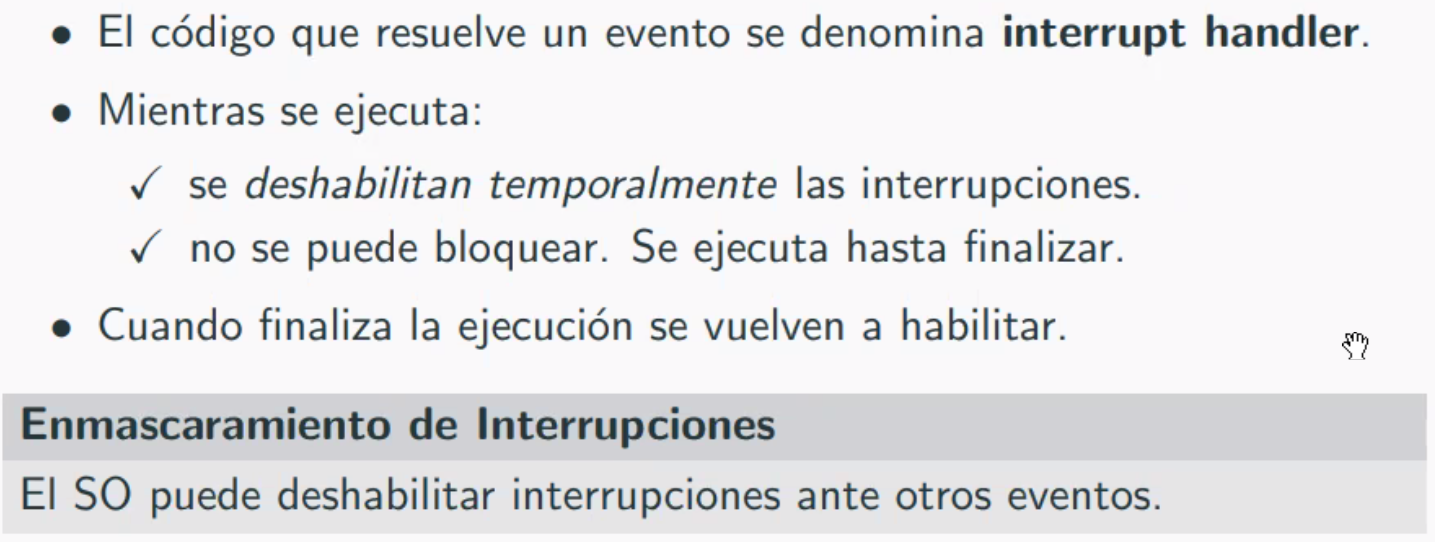 • El código que resuelve un evento se denomina interrupt handler.
• Mientras se ejecuta:
✓ se deshabilitan temporalmente las interrupciones.
✓ no se puede bloquear. Se ejecuta hasta finalizar.
• Cuando finaliza la ejecución se vuelven a habilitar.
Enmascaramiento de Interrupciones
El SO puede deshabilitar interrupciones ante otros eventos.